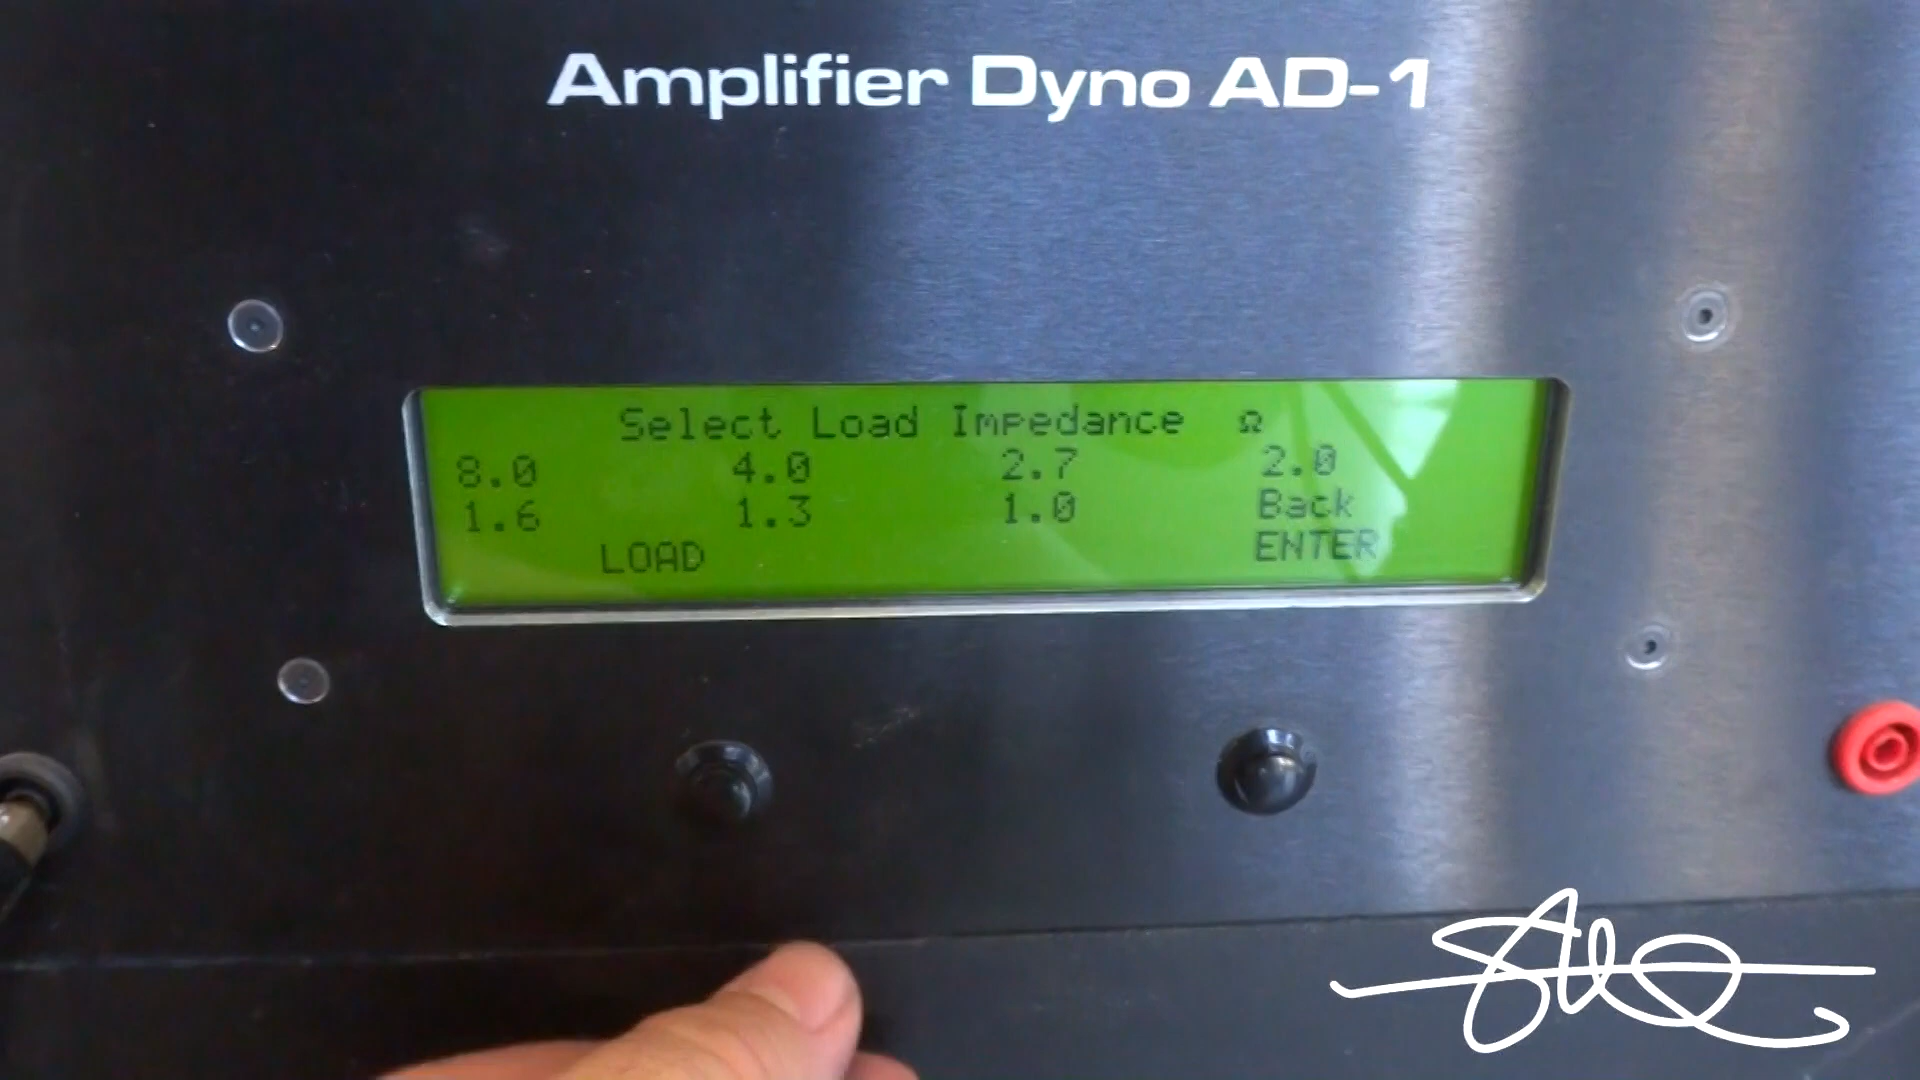 Amplifier Dyno AD-1
Select Load Impedance Ω
8.0 4.0 2.7 2.0
1.6 1.3 1.0 Back
LOAD ENTER